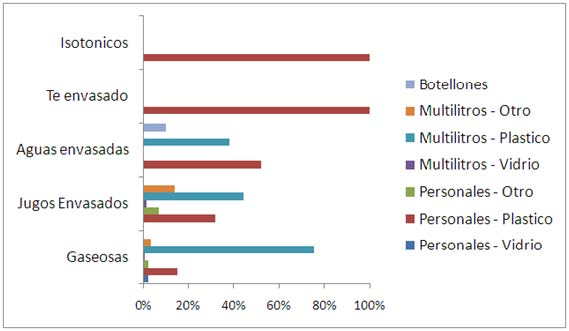 Isotonicos
Te envasado
Aguas envasadas
Jugos Envasados
Gaseosas
0% 20% 40% 60% 80% 100%
Botellones
Multilitros - Otro
Multilitros - Plastico
Multilitros - Vidrio
Personales - Otro
Personales - Plastico
Personales - Vidrio